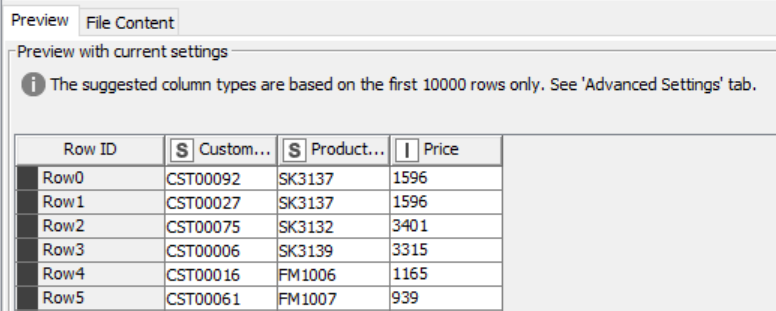 Preview File Content
Preview with current settings
i The suggested column types are based on the first 10000 rows only. See 'Advanced Settings' tab.
Row ID S Custom... S Product... I Price
Row0 CST00092 SK3137 1596
Row1 CST00027 SK3137 1596
Row2 CST00075 SK3132 3401
Row3 CST00006 SK3139 3315
Row4 CST00016 FM1006 1165
Row5 CST00061 FM1007 939